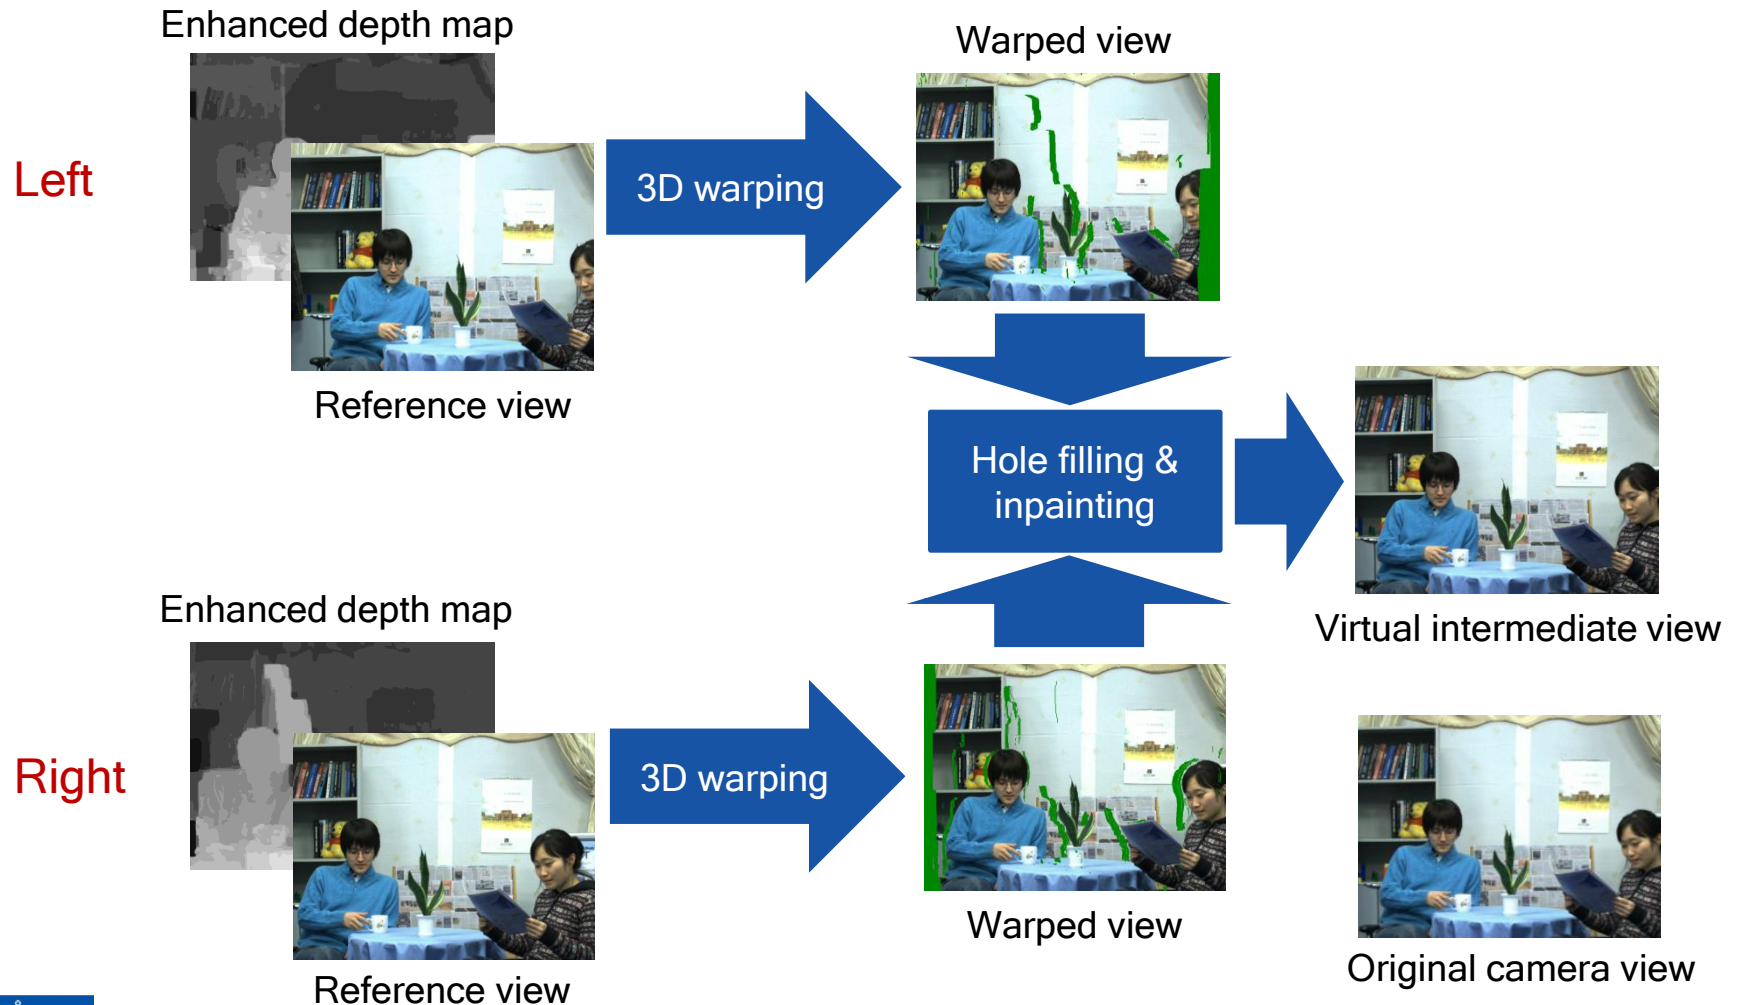 Enhanced depth map
Warped view
Left
3D warping
Reference view
Hole filling &
inpainting
Virtual intermediate view
Enhanced depth map
Right
3D warping
Warped view
Original camera view
Reference view